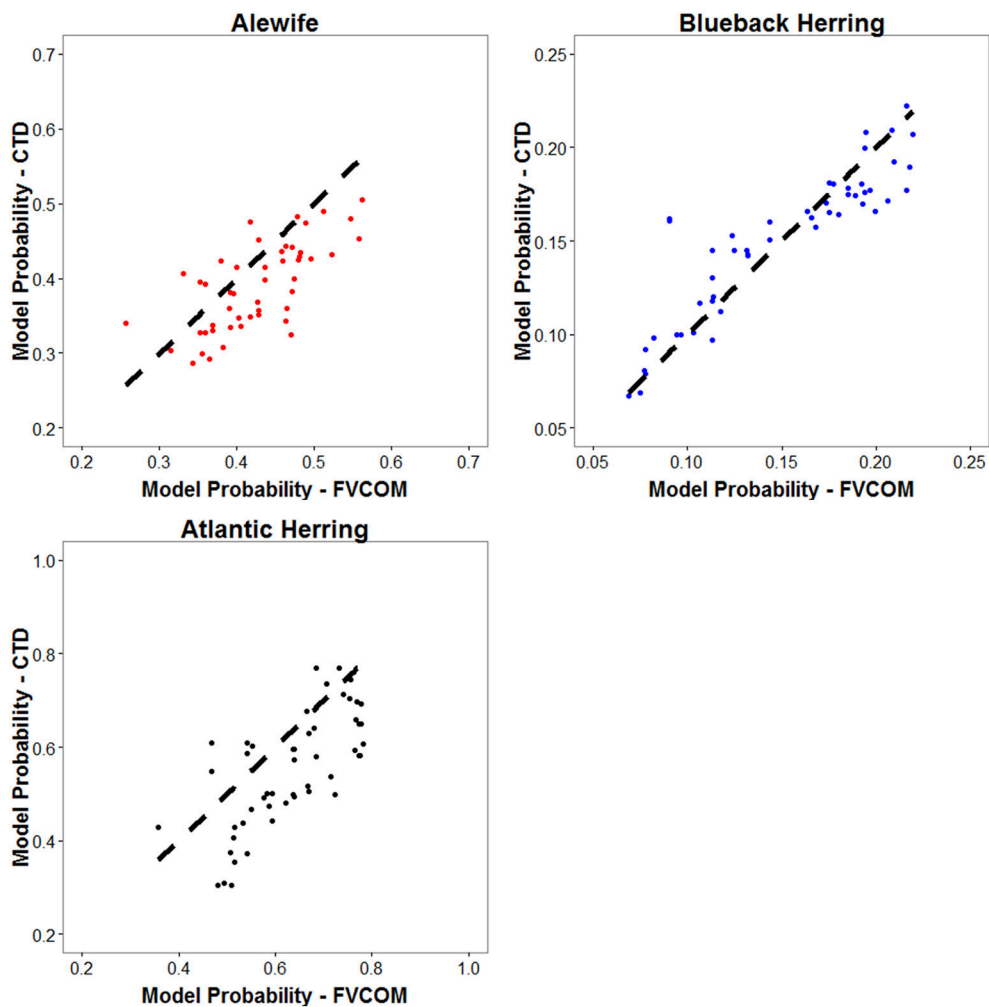 Alewife
0.7
0.6
0.5
0.4
0.3
0.2
Model Probability - CTD
0.2 0.3 0.4 0.5 0.6 0.7
Model Probability - FVCOM
Blueback Herring
0.25
0.20
0.15
0.10
0.05
Model Probability - CTD
0.05 0.10 0.15 0.20 0.25
Model Probability - FVCOM
Atlantic Herring
1.0
0.8
0.6
0.4
0.2
Model Probability - CTD
0.2 0.4 0.6 0.8 1.0
Model Probability - FVCOM